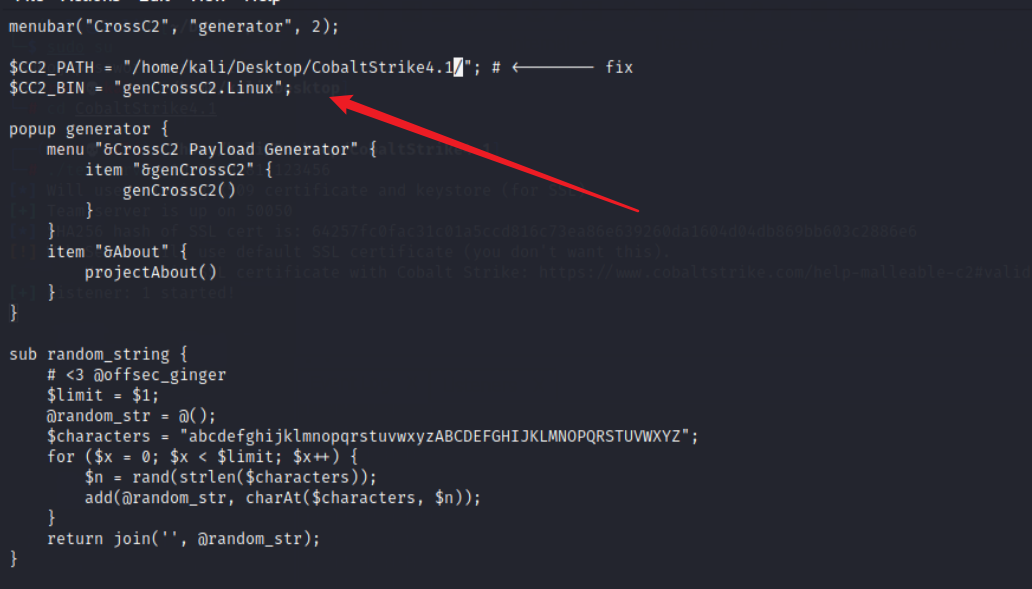 menubar("CrossC2", "generator", 2);
$CC2_PATH = "/home/kali/Desktop/CobaltStrike4.1/"; # <-------- fix
$CC2_BIN = "genCrossC2.Linux";
popup generator {
    menu "&CrossC2 Payload Generator" {
        item "&genCrossC2" {
            genCrossC2()
        }
    }
    item "&About" {
        projectAbout()
    }
}
sub random_string {
    # <3 @offsec_ginger
    $limit = $1;
    @random_str = @();
    $characters = "abcdefghijklmnopqrstuvwxyzABCDEFGHIJKLMNOPQRSTUVWXYZ";
    for ($x = 0; $x < $limit; $x++) {
        $n = rand(strlen($characters));
        add(@random_str, charAt($characters, $n));
    }
    return join('', @random_str);
}